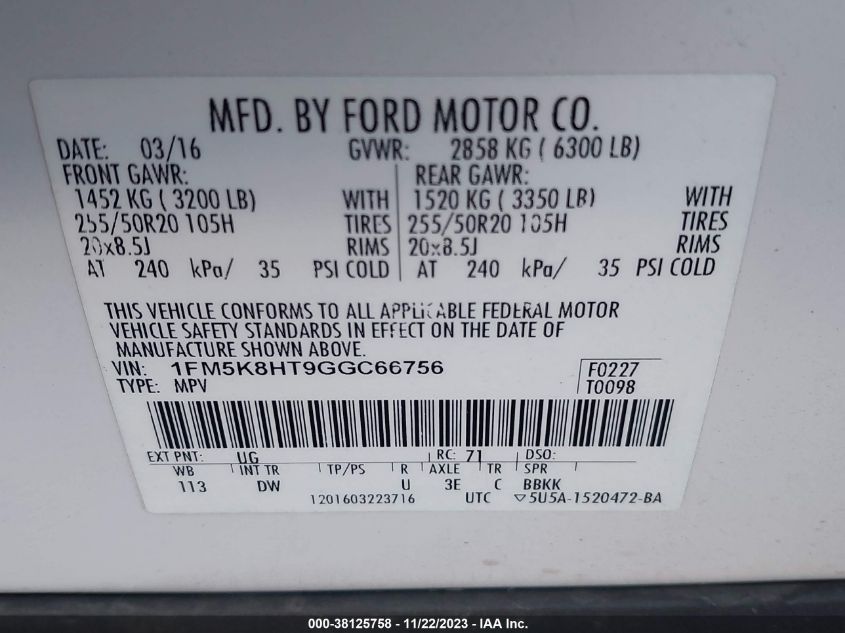 MFD. BY FORD MOTOR CO.
DATE: 03/16 GVWR: 2858 KG ( 6300 LB)
FRONT GAWR: REAR GAWR:
1452 KG ( 3200 LB) WITH 1520 KG ( 3350 LB) WITH
255/50R20 105H TIRES 255/50R20 105H TIRES
20x8.5J RIMS 20x8.5J RIMS
AT 240 kPa/ 35 PSI COLD AT 240 kPa/ 35 PSI COLD
THIS VEHICLE CONFORMS TO ALL APPLICABLE FEDERAL MOTOR
VEHICLE SAFETY STANDARDS IN EFFECT ON THE DATE OF
MANUFACTURE SHOWN ABOVE.
VIN: 1FM5K8HT9GGC66756 F0227
TYPE: MPV T0098
EXT PNT: UG RC: 71 DSO:
WB INT TR TP/PS R AXLE TR SPR
113 DW U 3E C BBKK
1201603223716 UTC ▽5U5A-1520472-BA
000-38125758 - 11/22/2023 - IAA Inc.